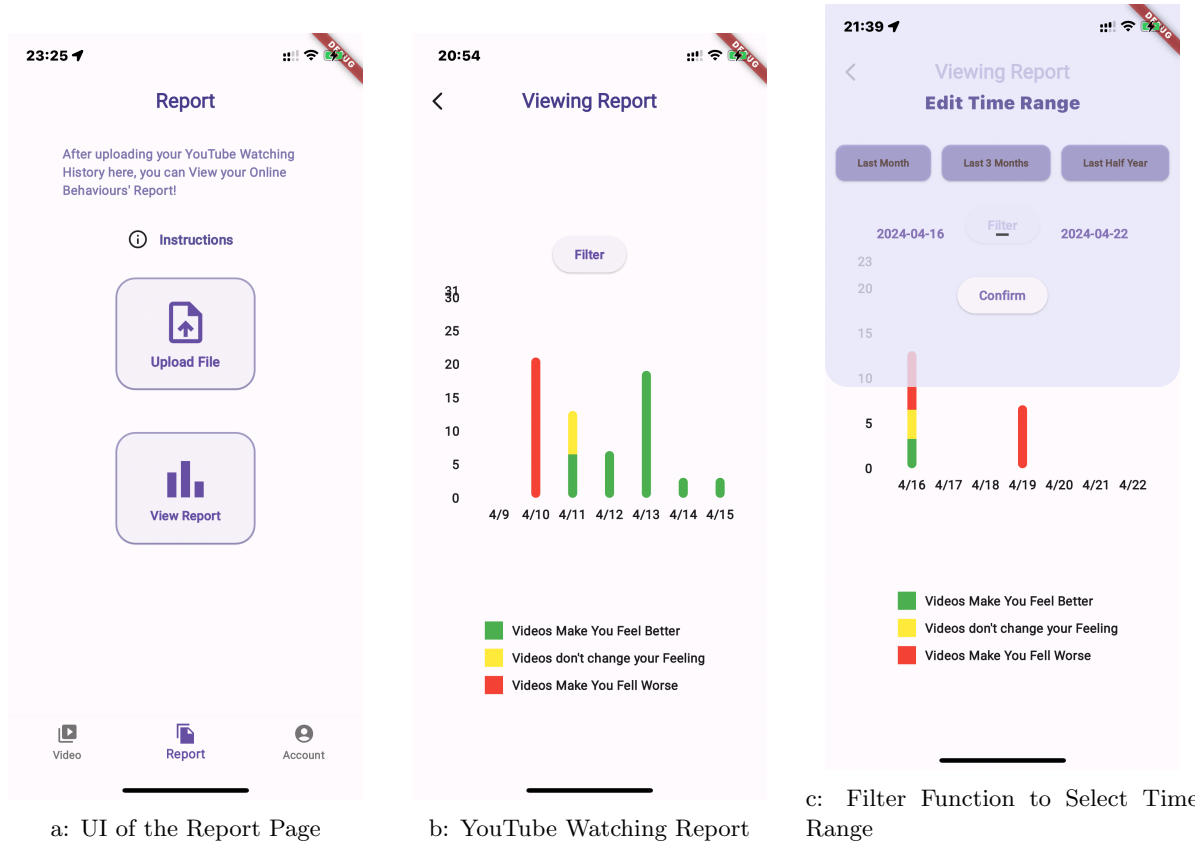 23:25
DEBUG
Report
After uploading your YouTube Watching
History here, you can View your Online
Behaviours' Report!
Instructions
Upload File
View Report
Video
Report
Account
a: UI of the Report Page
20:54
DEBUG
Viewing Report
Filter
31
30
25
20
15
10
5
0
4/9 4/10 4/11 4/12 4/13 4/14 4/15
Videos Make You Feel Better
Videos don't change your Feeling
Videos Make You Fell Worse
b: YouTube Watching Report
21:39
DEBUG
Viewing Report
Edit Time Range
Last Month Last 3 Months Last Half Year
Filter
2024-04-16 2024-04-22
23
20
Confirm
15
10
5
0
4/16 4/17 4/18 4/19 4/20 4/21 4/22
Videos Make You Feel Better
Videos don't change your Feeling
Videos Make You Fell Worse
c: Filter Function to Select Time
Range